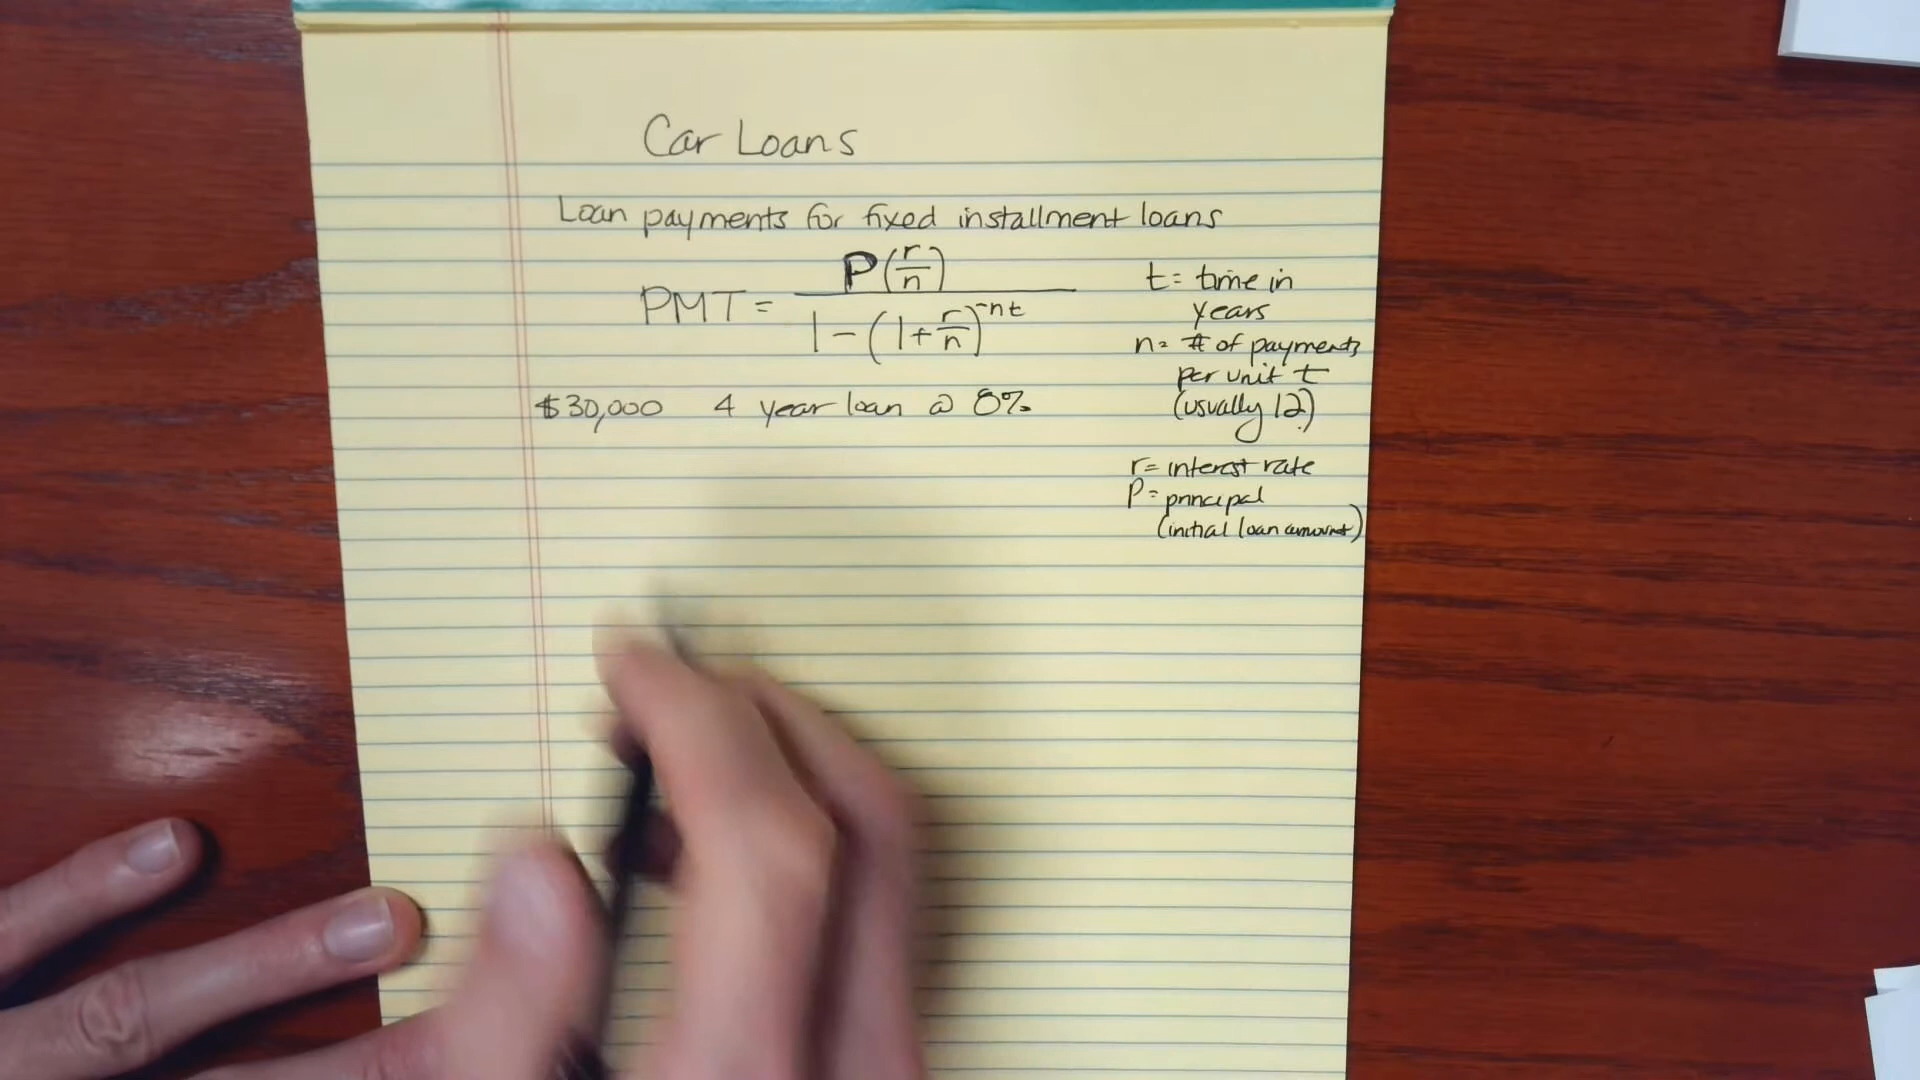 Car Loans
Loan payments for fixed installment loans
PMT = P(r/n) / 1-(1+r/n)^-nt
t= time in
years
n= # of payments
per unit t
(usually 12)
$30,000 4 year loan @ 8%
r= interest rate
P= principal
(initial loan amount)